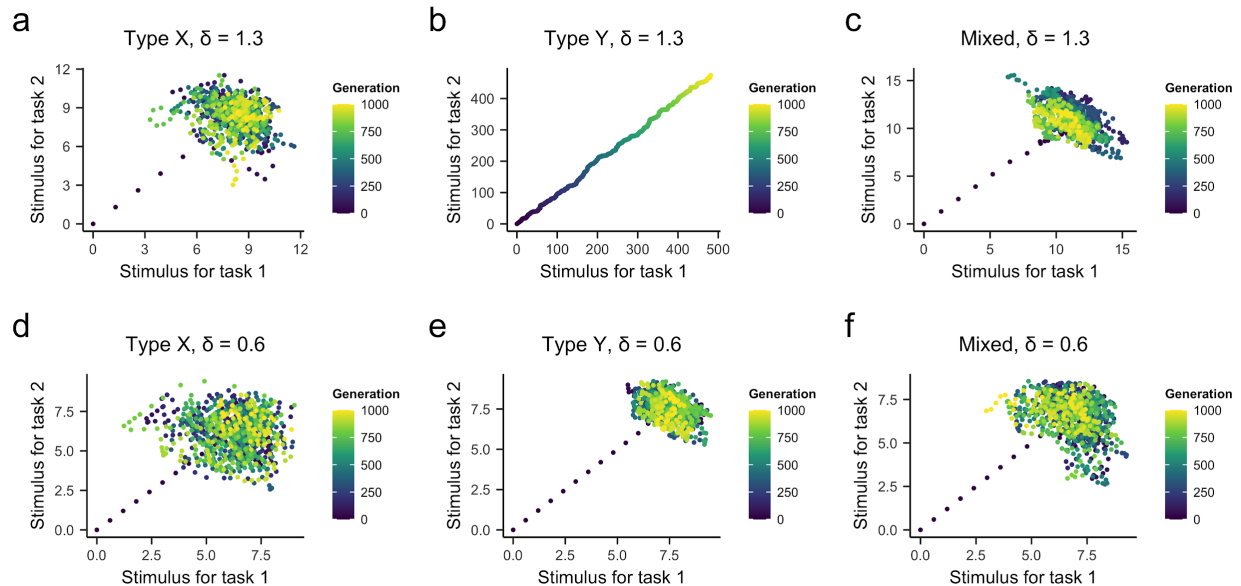 a
Type X, δ = 1.3
Stimulus for task 2
12
9
6
3
0
0 3 6 9 12
Stimulus for task 1
Generation
1000
750
500
250
0
b
Type Y, δ = 1.3
Stimulus for task 2
400
300
200
100
0
0 100 200 300 400 500
Stimulus for task 1
Generation
1000
750
500
250
0
c
Mixed, δ = 1.3
Stimulus for task 2
15
10
5
0
0 5 10 15
Stimulus for task 1
Generation
1000
750
500
250
0
d
Type X, δ = 0.6
Stimulus for task 2
7.5
5.0
2.5
0.0
0.0 2.5 5.0 7.5
Stimulus for task 1
Generation
1000
750
500
250
0
e
Type Y, δ = 0.6
Stimulus for task 2
7.5
5.0
2.5
0.0
0.0 2.5 5.0 7.5
Stimulus for task 1
Generation
1000
750
500
250
0
f
Mixed, δ = 0.6
Stimulus for task 2
7.5
5.0
2.5
0.0
0.0 2.5 5.0 7.5
Stimulus for task 1
Generation
1000
750
500
250
0